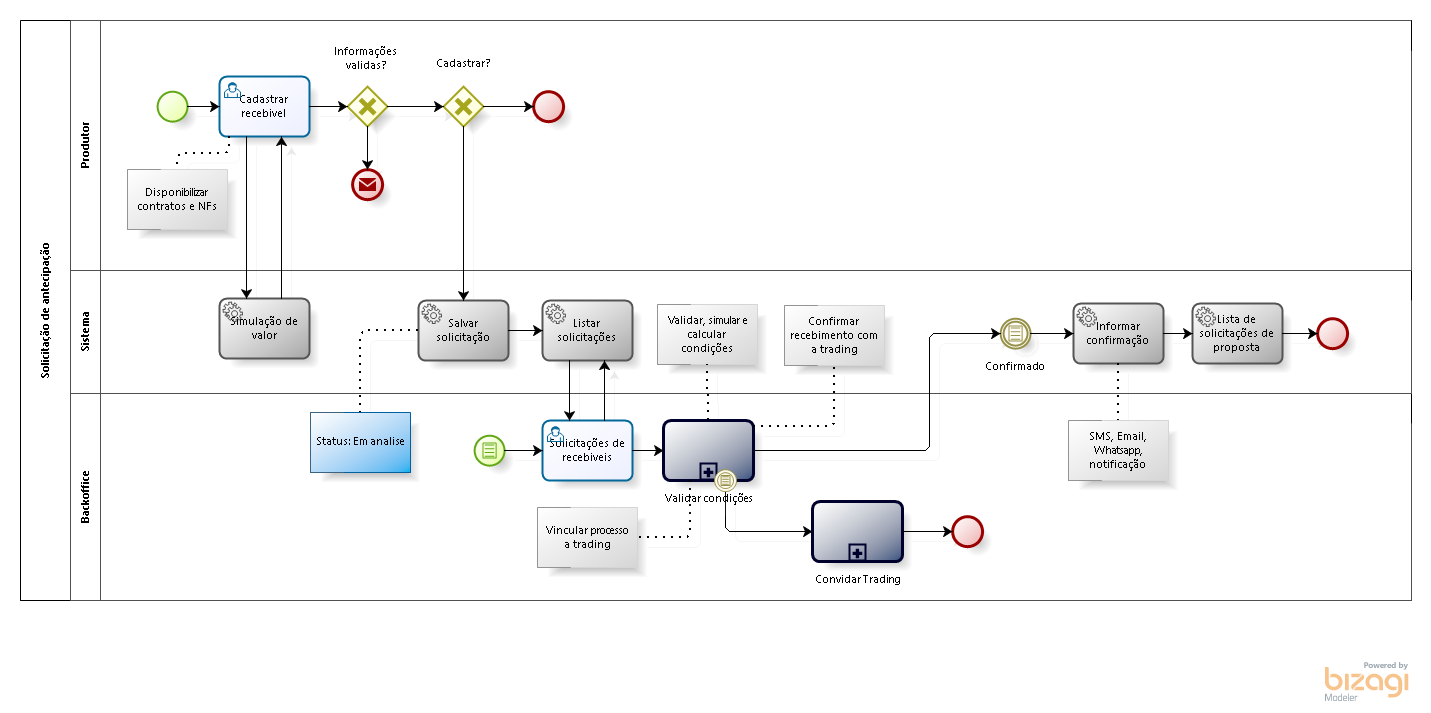 Solicitação de antecipação
Produtor
Informações
validas?
Cadastrar?
Cadastrar
recebivel
Disponibilizar
contratos e NFs
Sistema
Simulação de
valor
Salvar
solicitação
Listar
solicitações
Validar, simular e
calcular
condições
Confirmar
recebimento com
a trading
Confirmado
Informar
confirmação
Lista de
solicitações de
proposta
Backoffice
Status: Em analise
Solicitações de
recebiveis
Validar condições
SMS, Email,
Whatsapp,
notificação
Vincular processo
a trading
Convidar Trading
Powered by
bizagi
Modeler